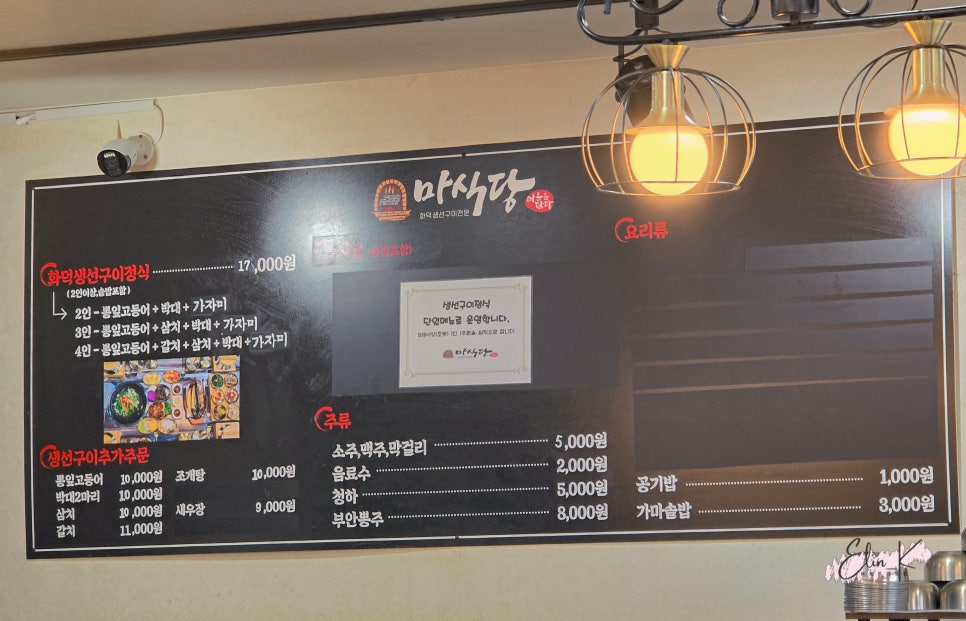 마식당
화덕생선구이전문
화덕생선구이정식 17,000원
(2인이상,솥밥포함)
2인 - 뽕잎고등어 + 박대 + 가자미
3인 - 뽕잎고등어 + 삼치 + 박대 + 가자미
4인 - 뽕잎고등어 + 갈치 + 삼치 + 박대 + 가자미
생선구이추가주문
뽕잎고등어 10,000원 조개탕 10,000원
박대2마리 10,000원
삼치 10,000원 새우장 9,000원
갈치 11,000원
생선구이정식
단일메뉴로 운영합니다.
마식당
주류
소주,맥주,막걸리 5,000원
음료수 2,000원
청하 5,000원
부안뽕주 8,000원
요리류
공기밥 1,000원
가마솥밥 3,000원
Elin_K